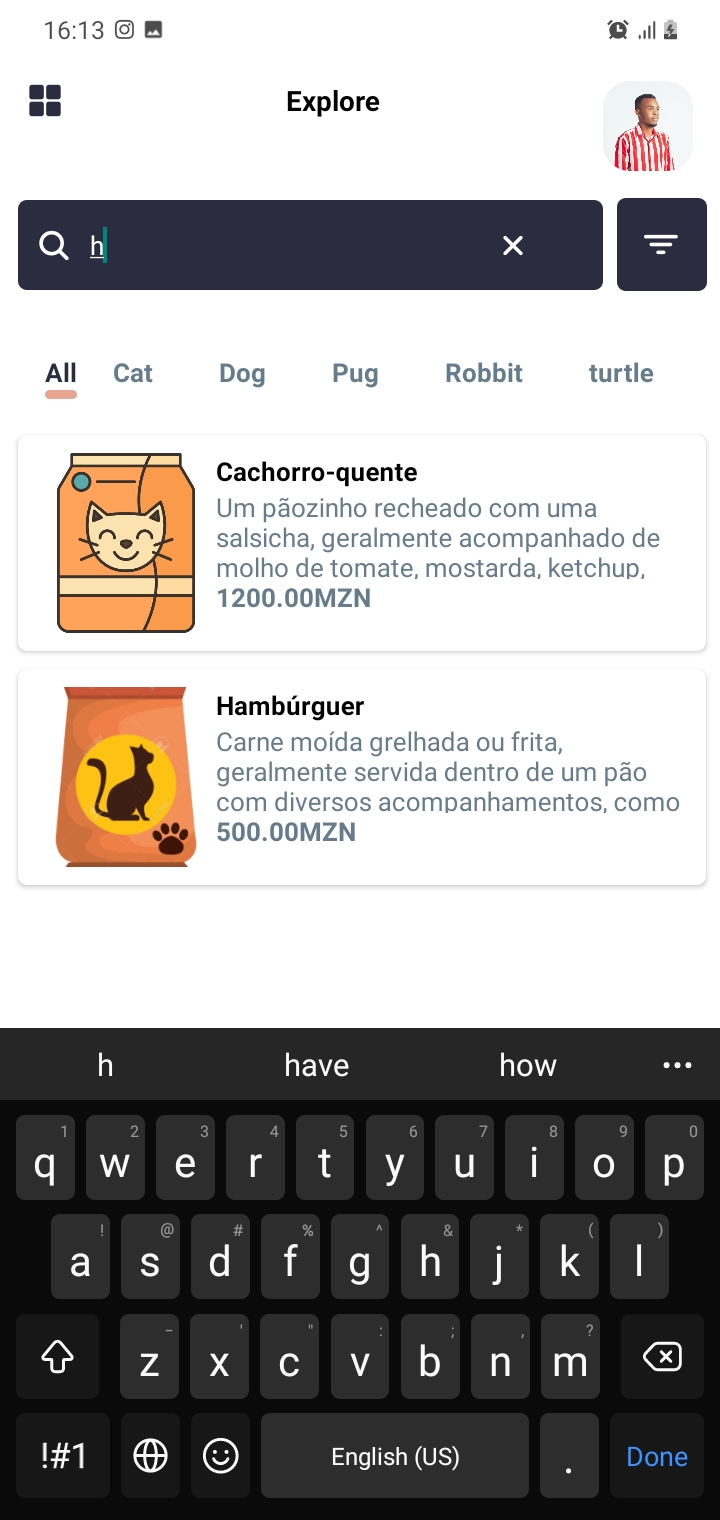 16:13
Explore
h
All Cat Dog Pug Robbit turtle
Cachorro-quente
Um pãozinho recheado com uma
salsicha, geralmente acompanhado de
molho de tomate, mostarda, ketchup,
1200.00MZN
Hambúrguer
Carne moída grelhada ou frita,
geralmente servida dentro de um pão
com diversos acompanhamentos, como
500.00MZN
h have how ...
1 2 3 4 5 6 7 8 9 0
q w e r t y u i o p
! @ # % ^ & * ( )
a s d f g h j k l
- ' " : ; , ?
z x c v b n m
!#1 English (US) . Done